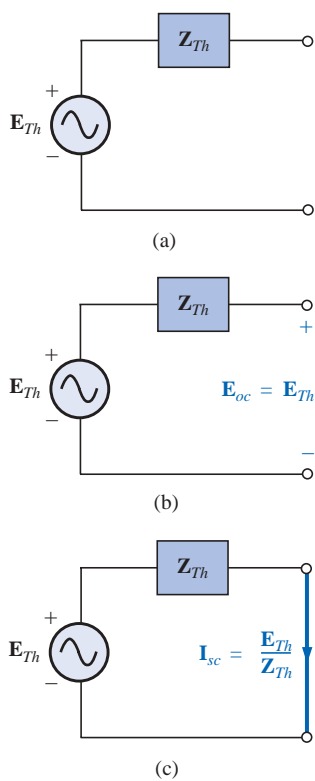 Z_Th
+
E_Th
−
(a)
Z_Th
+
+
E_Th
E_oc = E_Th
−
−
(b)
Z_Th
+
E_Th
I_sc = E_Th / Z_Th
−
(c)